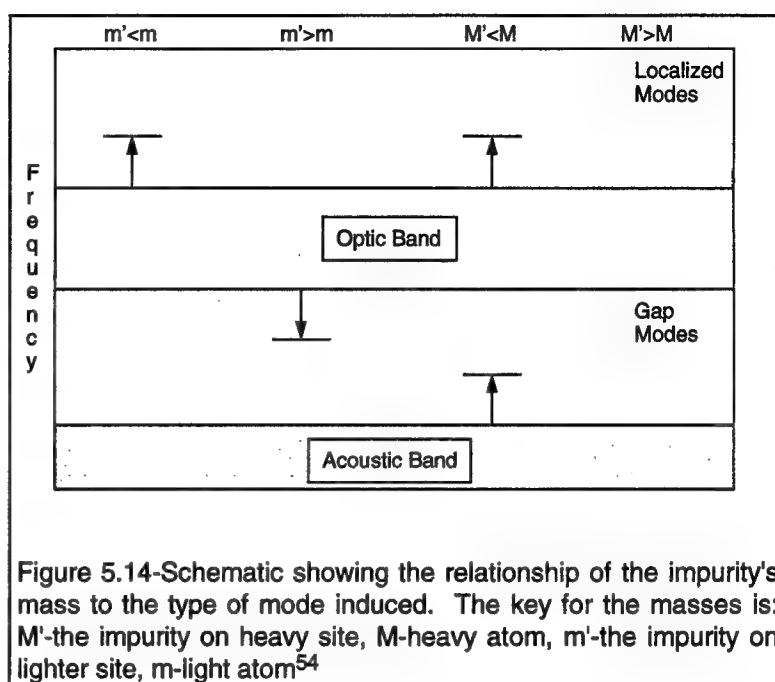 m'<m m'>m M'<M M'>M
Localized
Modes
Frequency
Optic Band
Gap
Modes
Acoustic Band
Figure 5.14-Schematic showing the relationship of the impurity's
mass to the type of mode induced. The key for the masses is:
M'-the impurity on heavy site, M-heavy atom, m'-the impurity on
lighter site, m-light atom54